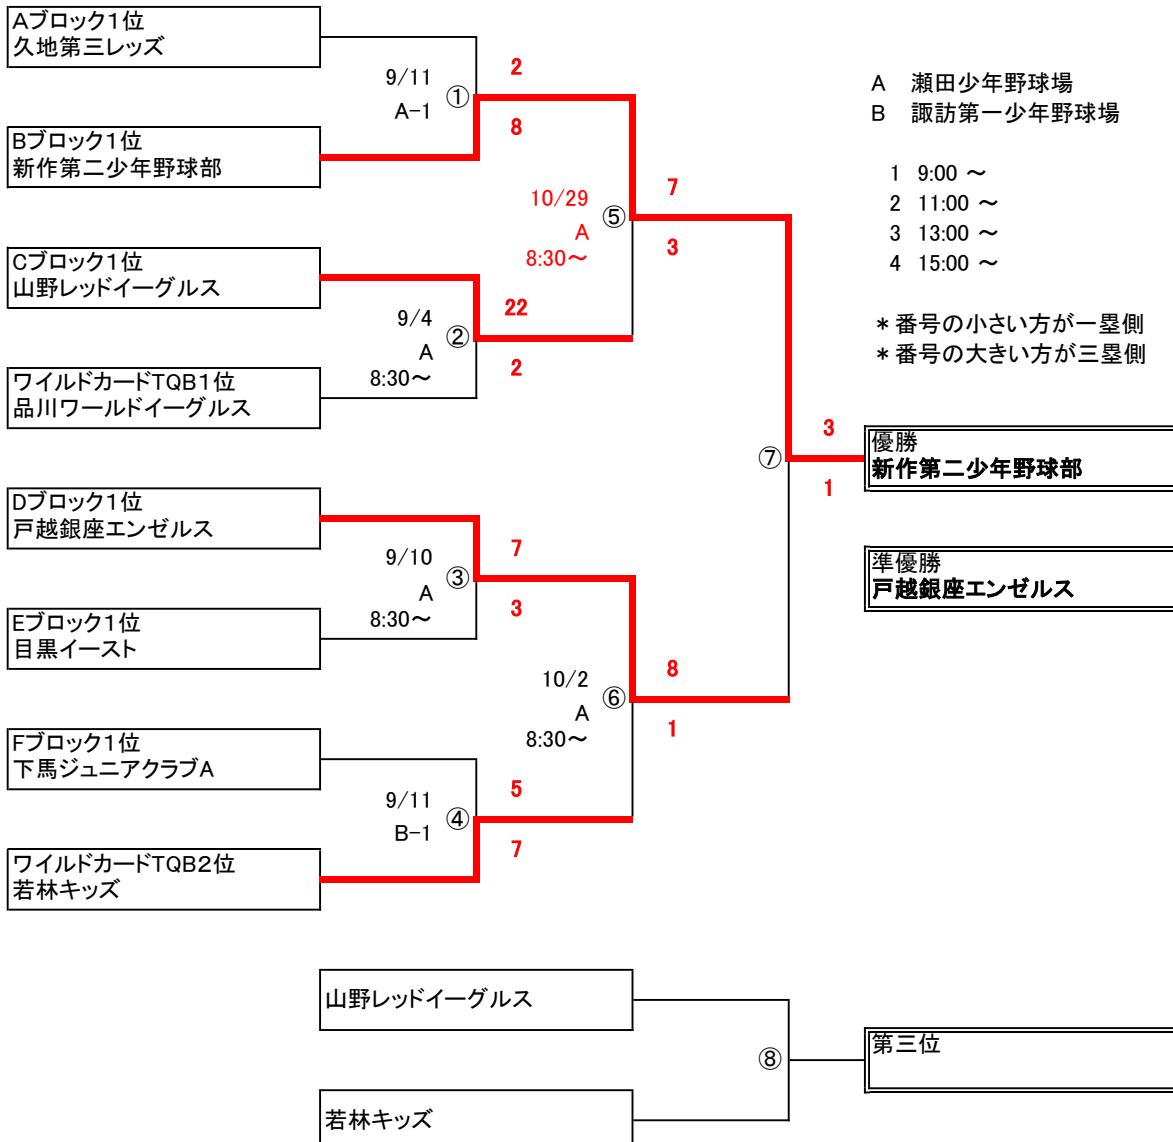 Aブロック1位
久地第三レッズ
9/11
A-1
①
2
8
Bブロック1位
新作第二少年野球部
A 瀬田少年野球場
B 諏訪第一少年野球場
1 9:00 ～
2 11:00 ～
3 13:00 ～
4 15:00 ～
＊番号の小さい方が一塁側
＊番号の大きい方が三塁側
10/29
A
8:30～
⑤
7
3
Cブロック1位
山野レッドイーグルス
9/4
A
8:30～
②
22
2
ワイルドカードTQB1位
品川ワールドイーグルス
⑦
3
1
優勝
新作第二少年野球部
準優勝
戸越銀座エンゼルス
Dブロック1位
戸越銀座エンゼルス
9/10
A
8:30～
③
7
3
Eブロック1位
目黒イースト
10/2
A
8:30～
⑥
8
1
Fブロック1位
下馬ジュニアクラブA
9/11
B-1
④
5
7
ワイルドカードTQB2位
若林キッズ
山野レッドイーグルス
⑧
第三位
若林キッズ